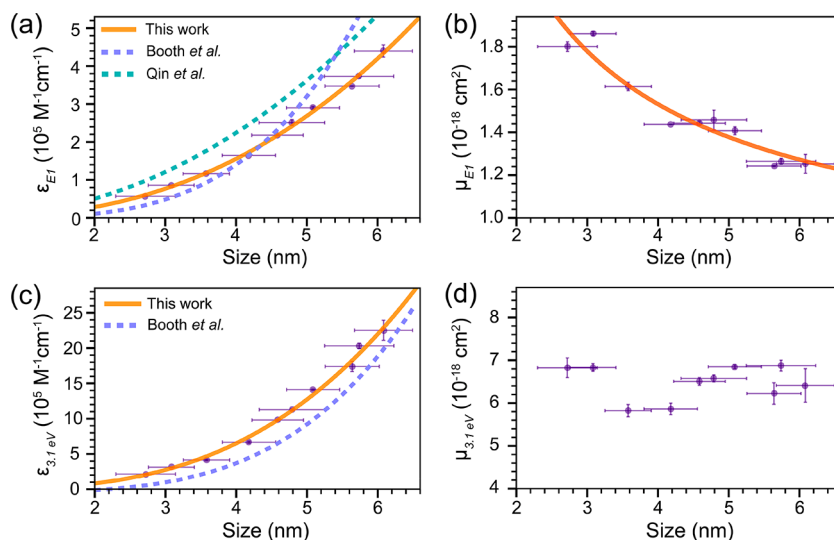 (a)
This work
Booth et al.
Qin et al.
ε_E1 (10^5 M^-1cm^-1)
5
4
3
2
1
0
2 3 4 5 6
Size (nm)
(b)
μ_E1 (10^-18 cm^2)
1.8
1.6
1.4
1.2
1.0
2 3 4 5 6
Size (nm)
(c)
This work
Booth et al.
ε_3.1 eV (10^5 M^-1cm^-1)
25
20
15
10
5
0
2 3 4 5 6
Size (nm)
(d)
μ_3.1 eV (10^-18 cm^2)
8
7
6
5
4
2 3 4 5 6
Size (nm)